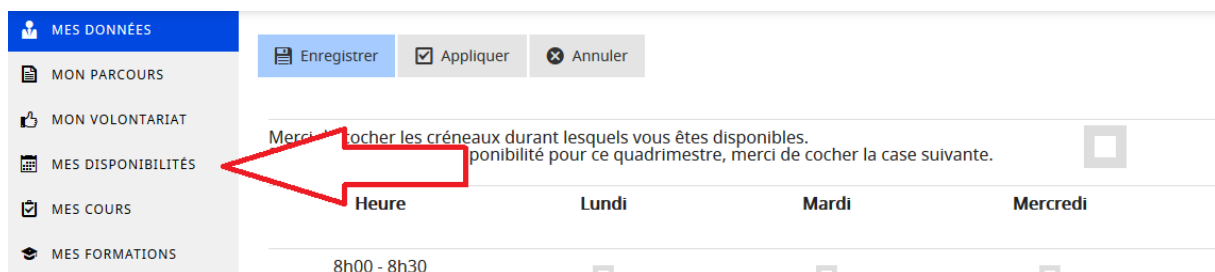 MES DONNÉES
MON PARCOURS
MON VOLONTARIAT
MES DISPONIBILITÉS
MES COURS
MES FORMATIONS
Enregistrer Appliquer Annuler
Merci cocher les créneaux durant lesquels vous êtes disponibles.
pour ce quadrimestre, merci de cocher la case suivante.
Heure Lundi Mardi Mercredi
8h00 - 8h30